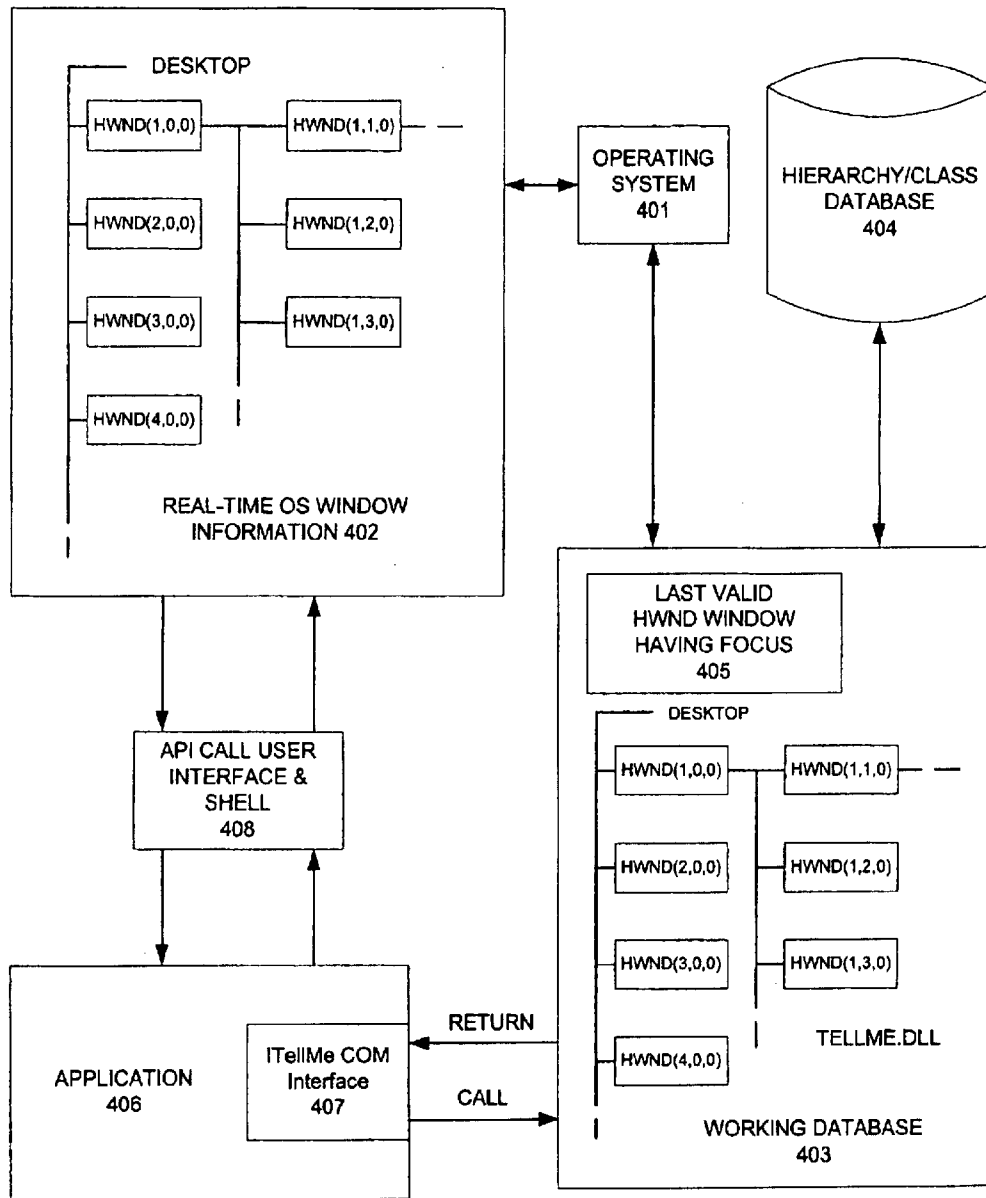 DESKTOP
HWND(1,0,0)
HWND(1,1,0)
HWND(2,0,0)
HWND(1,2,0)
HWND(3,0,0)
HWND(1,3,0)
HWND(4,0,0)
REAL-TIME OS WINDOW
INFORMATION 402
OPERATING
SYSTEM
401
HIERARCHY/CLASS
DATABASE
404
LAST VALID
HWND WINDOW
HAVING FOCUS
405
DESKTOP
HWND(1,0,0)
HWND(1,1,0)
HWND(2,0,0)
HWND(1,2,0)
HWND(3,0,0)
HWND(1,3,0)
TELLME.DLL
HWND(4,0,0)
WORKING DATABASE
403
API CALL USER
INTERFACE &
SHELL
408
APPLICATION
406
ITellMe COM
Interface
407
RETURN
CALL